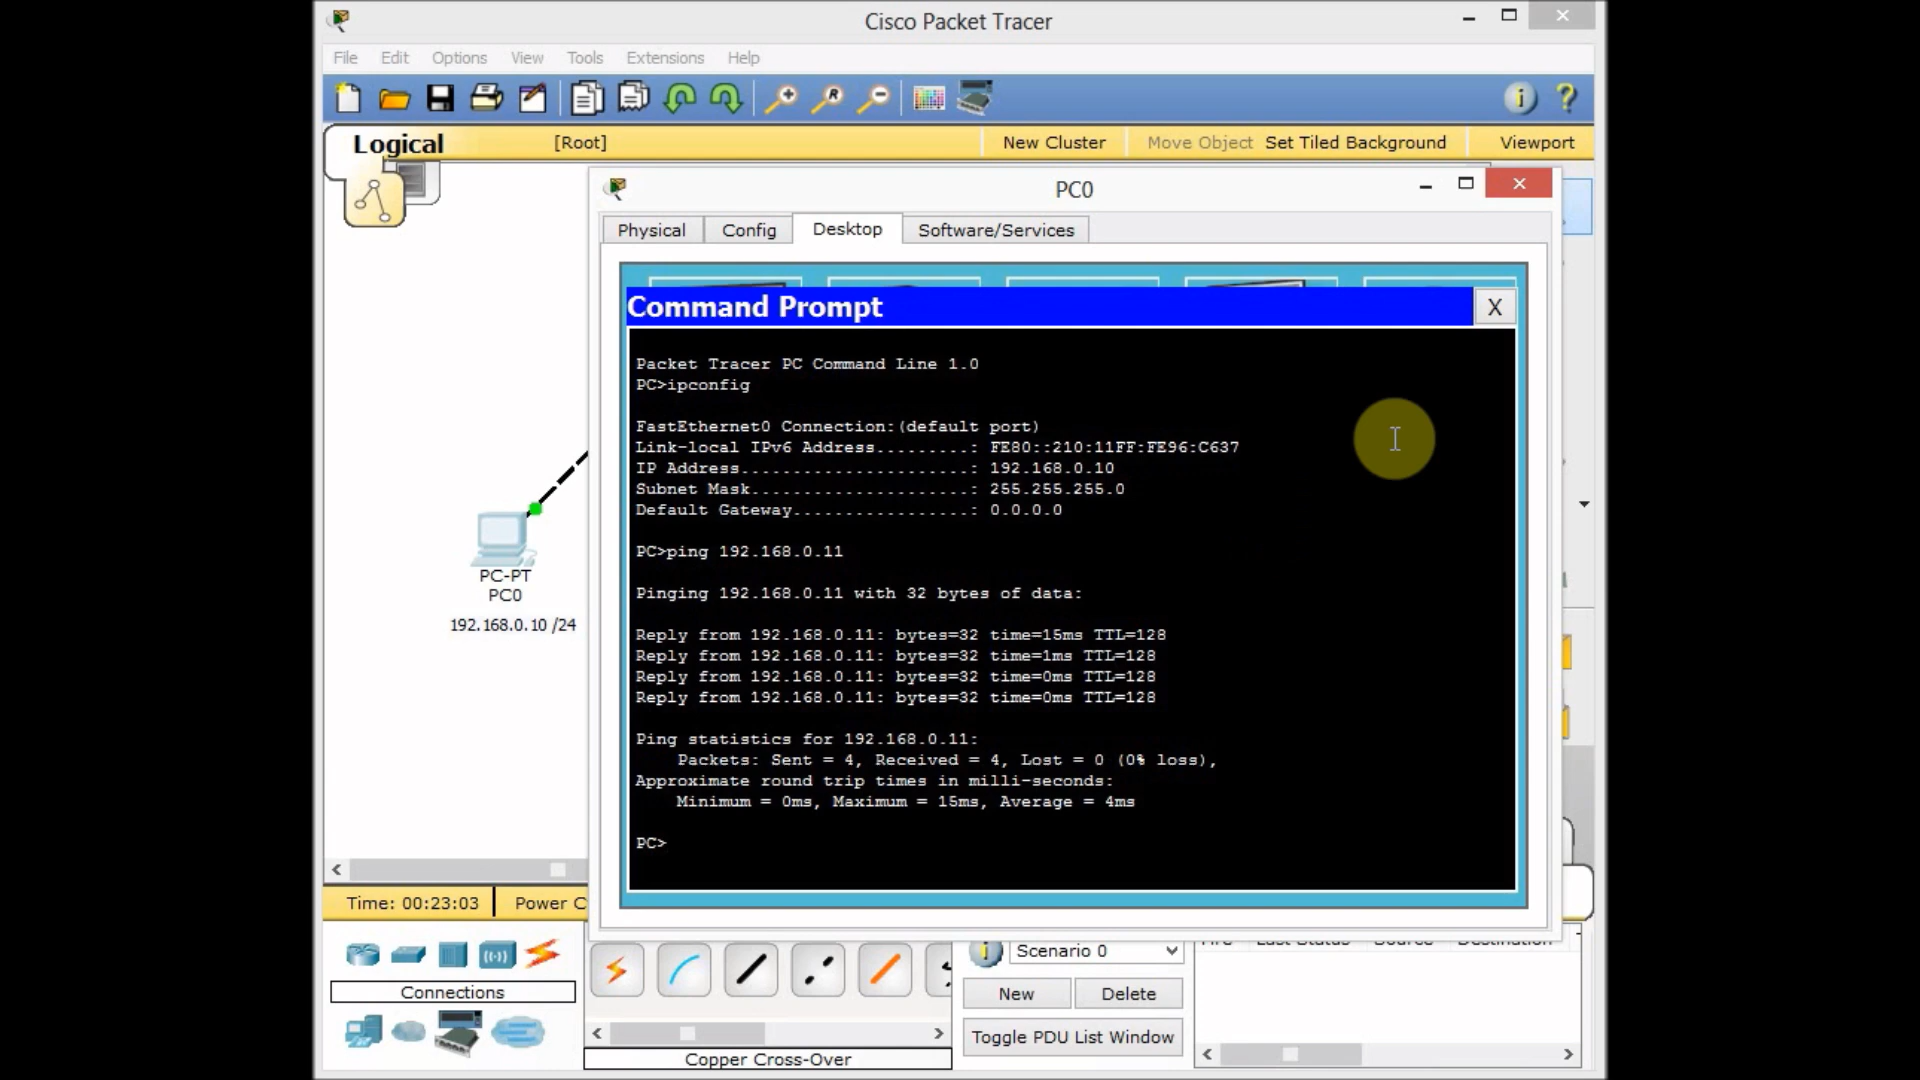 Cisco Packet Tracer
File Edit Options View Tools Extensions Help
Logical [Root] New Cluster Move Object Set Tiled Background Viewport
PC0
Physical Config Desktop Software/Services
Command Prompt X
Packet Tracer PC Command Line 1.0
PC>ipconfig
FastEthernet0 Connection:(default port)
Link-local IPv6 Address.........: FE80::210:11FF:FE96:C637
IP Address......................: 192.168.0.10
Subnet Mask.....................: 255.255.255.0
Default Gateway.................: 0.0.0.0
PC>ping 192.168.0.11
Pinging 192.168.0.11 with 32 bytes of data:
Reply from 192.168.0.11: bytes=32 time=15ms TTL=128
Reply from 192.168.0.11: bytes=32 time=1ms TTL=128
Reply from 192.168.0.11: bytes=32 time=0ms TTL=128
Reply from 192.168.0.11: bytes=32 time=0ms TTL=128
Ping statistics for 192.168.0.11:
Packets: Sent = 4, Received = 4, Lost = 0 (0% loss),
Approximate round trip times in milli-seconds:
Minimum = 0ms, Maximum = 15ms, Average = 4ms
PC>
PC-PT
PC0
192.168.0.10 /24
Time: 00:23:03 Power C
Connections
Copper Cross-Over
Fire Last Status Source Destination
Scenario 0
New Delete
Toggle PDU List Window